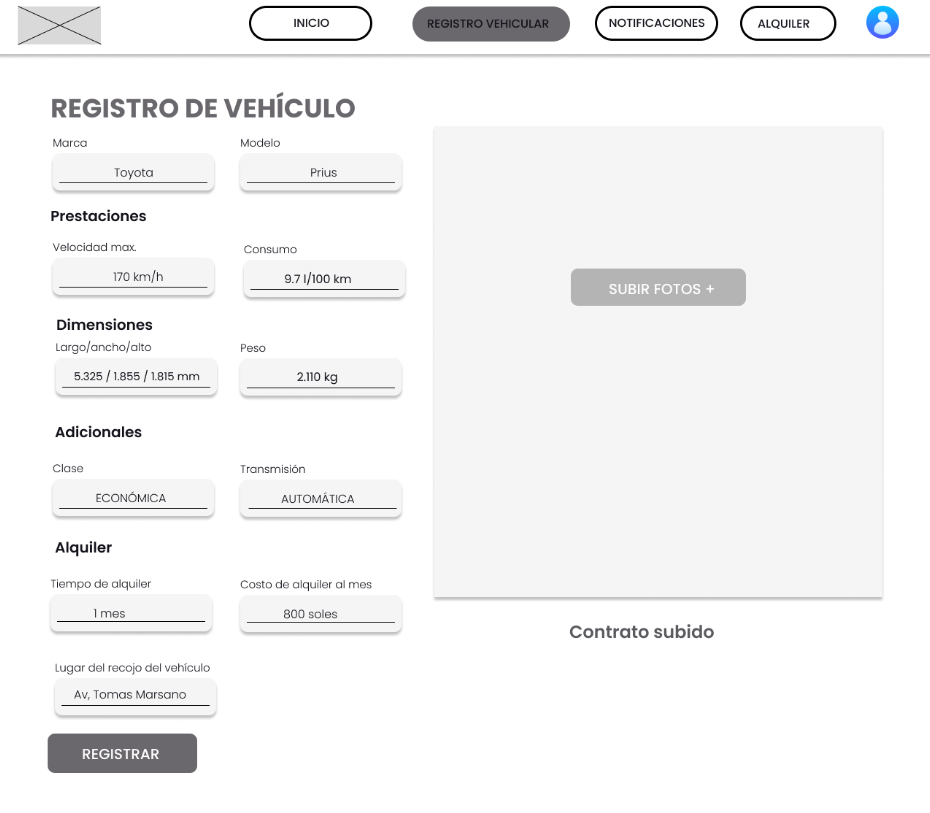 INICIO
REGISTRO VEHICULAR
NOTIFICACIONES
ALQUILER
REGISTRO DE VEHÍCULO
Marca
Modelo
Toyota
Prius
Prestaciones
Velocidad max.
Consumo
170 km/h
9.7 l/100 km
Dimensiones
Largo/ancho/alto
Peso
5.325 / 1.855 / 1.815 mm
2.110 kg
Adicionales
Clase
Transmisión
ECONÓMICA
AUTOMÁTICA
Alquiler
Tiempo de alquiler
Costo de alquiler al mes
1 mes
800 soles
Lugar del recojo del vehículo
Av, Tomas Marsano
REGISTRAR
SUBIR FOTOS +
Contrato subido